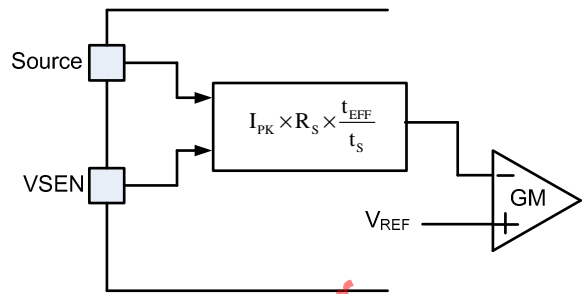 Source
I_PK × R_S × t_EFF / t_S
VSEN
−
GM
V_REF
+